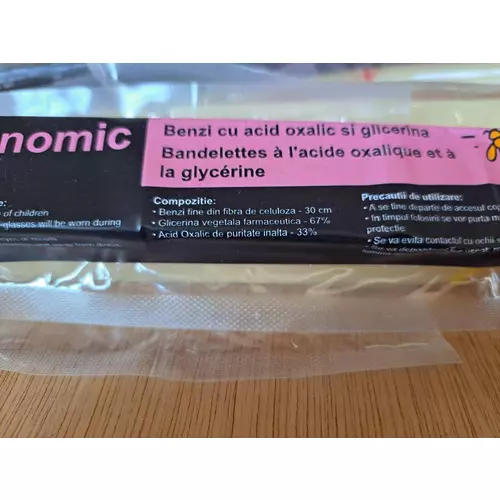 nomic
Benzi cu acid oxalic si glicerina
Bandelettes à l'acide oxalique et à
la glycérine
of children
glasses will be worn during
Compozitie:
• Benzi fine din fibra de celuloza - 30 cm
• Glicerina vegetala farmaceutica - 67%
• Acid Oxalic de puritate inalta - 33%
Precautii de utilizare:
• A se fine departe de accesul cop
• In timpul folosirii se vor purta m
protectie
• Se va evita contactul cu ochii s